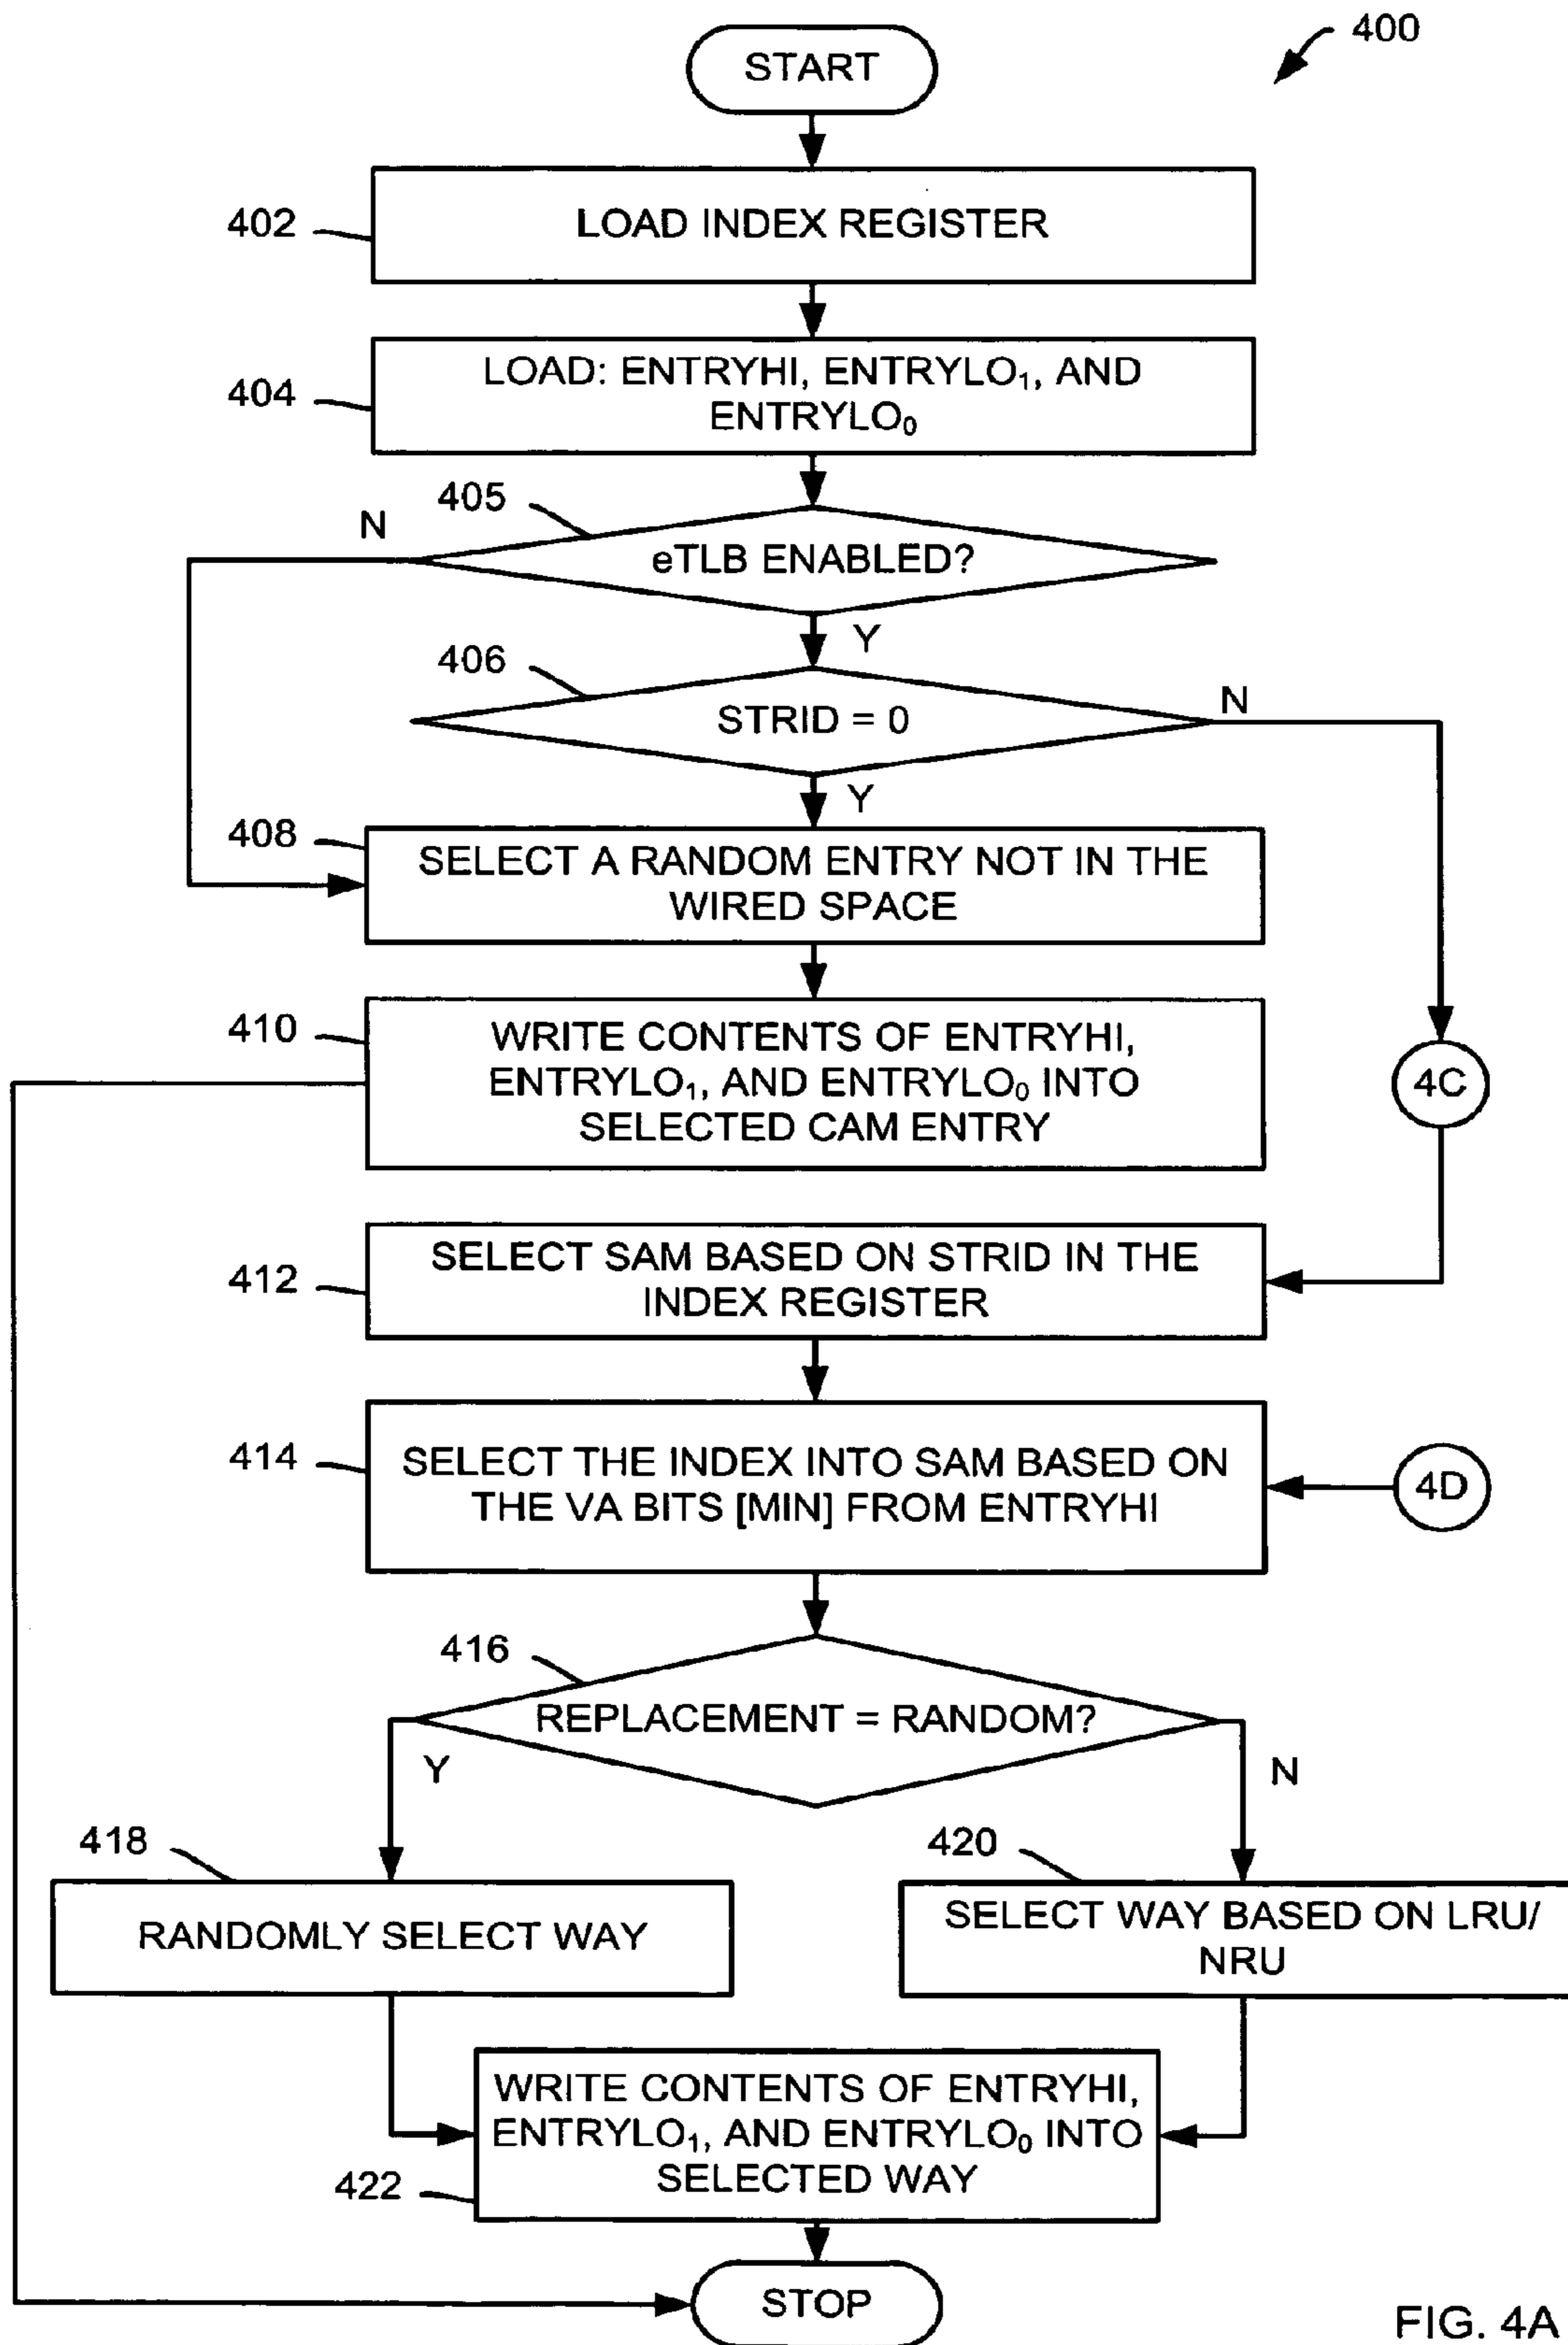 400
START
402
LOAD INDEX REGISTER
404
LOAD: ENTRYHI, ENTRYLO₁, AND
ENTRYLO₀
405
N
eTLB ENABLED?
Y
406
N
STRID = 0
Y
408
SELECT A RANDOM ENTRY NOT IN THE
WIRED SPACE
410
WRITE CONTENTS OF ENTRYHI,
ENTRYLO₁, AND ENTRYLO₀ INTO
SELECTED CAM ENTRY
4C
412
SELECT SAM BASED ON STRID IN THE
INDEX REGISTER
414
SELECT THE INDEX INTO SAM BASED ON
THE VA BITS [MIN] FROM ENTRYHI
4D
416
REPLACEMENT = RANDOM?
Y
N
418
RANDOMLY SELECT WAY
420
SELECT WAY BASED ON LRU/
NRU
WRITE CONTENTS OF ENTRYHI,
ENTRYLO₁, AND ENTRYLO₀ INTO
SELECTED WAY
422
STOP
FIG. 4A